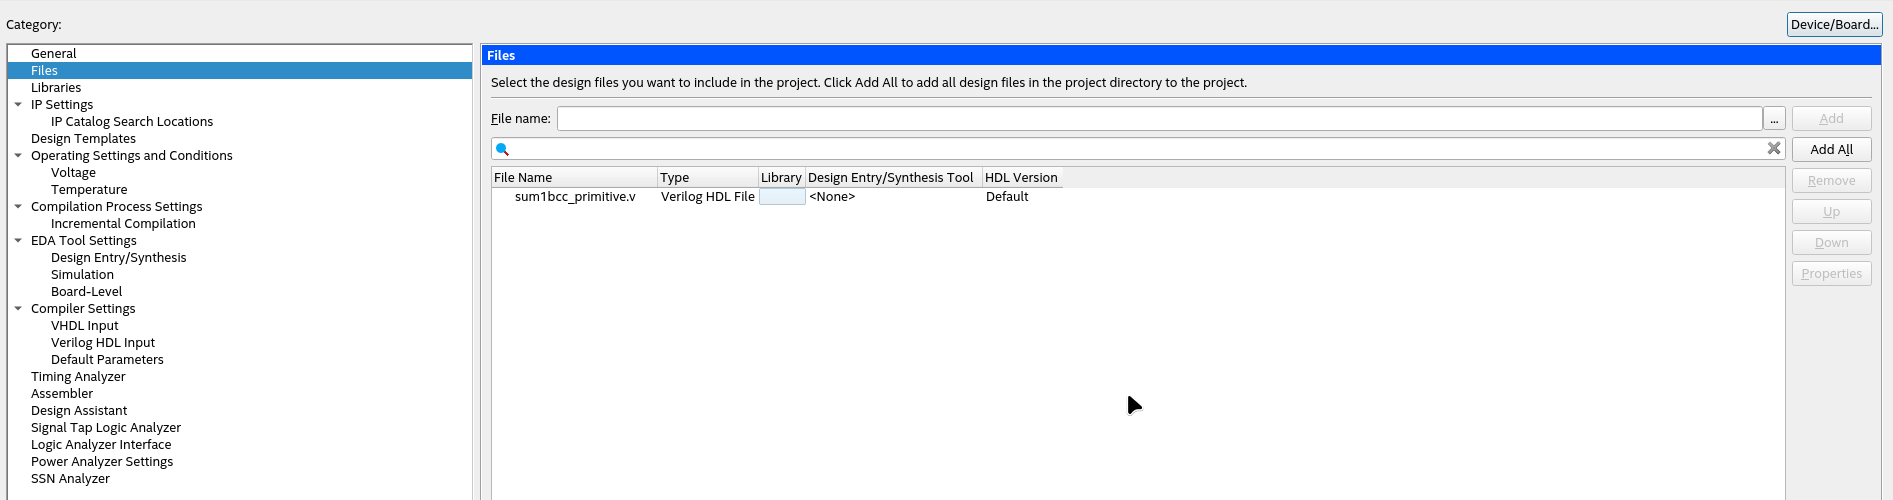 Category:
Device/Board...
General
Files
Libraries
IP Settings
IP Catalog Search Locations
Design Templates
Operating Settings and Conditions
Voltage
Temperature
Compilation Process Settings
Incremental Compilation
EDA Tool Settings
Design Entry/Synthesis
Simulation
Board-Level
Compiler Settings
VHDL Input
Verilog HDL Input
Default Parameters
Timing Analyzer
Assembler
Design Assistant
Signal Tap Logic Analyzer
Logic Analyzer Interface
Power Analyzer Settings
SSN Analyzer
Files
Select the design files you want to include in the project. Click Add All to add all design files in the project directory to the project.
File name: ... Add
Add All
File Name Type Library Design Entry/Synthesis Tool HDL Version
sum1bcc_primitive.v Verilog HDL File <None> Default
Remove
Up
Down
Properties